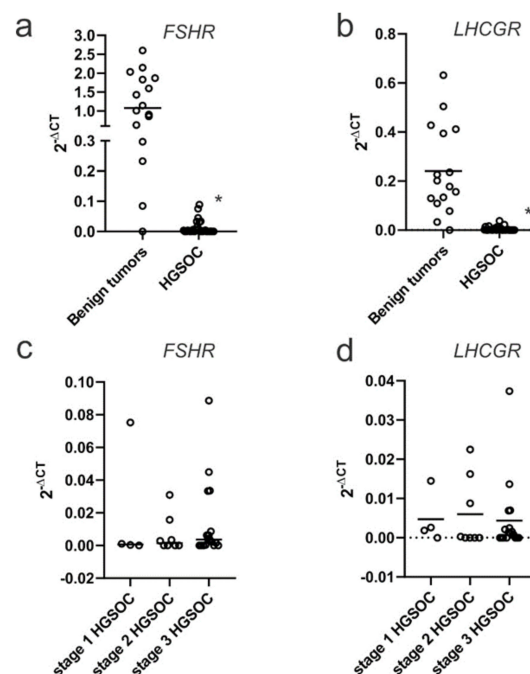 a
FSHR
2^-ΔCT
3.0
2.5
2.0
1.5
1.0
0.5
0.3
0.2
0.1
0.0
*
Benign tumors
HGSOC
b
LHCGR
2^-ΔCT
0.8
0.6
0.4
0.2
0.0
*
Benign tumors
HGSOC
c
FSHR
2^-ΔCT
0.10
0.08
0.06
0.04
0.02
0.00
-0.02
stage 1 HGSOC
stage 2 HGSOC
stage 3 HGSOC
d
LHCGR
2^-ΔCT
0.04
0.03
0.02
0.01
0.00
-0.01
stage 1 HGSOC
stage 2 HGSOC
stage 3 HGSOC